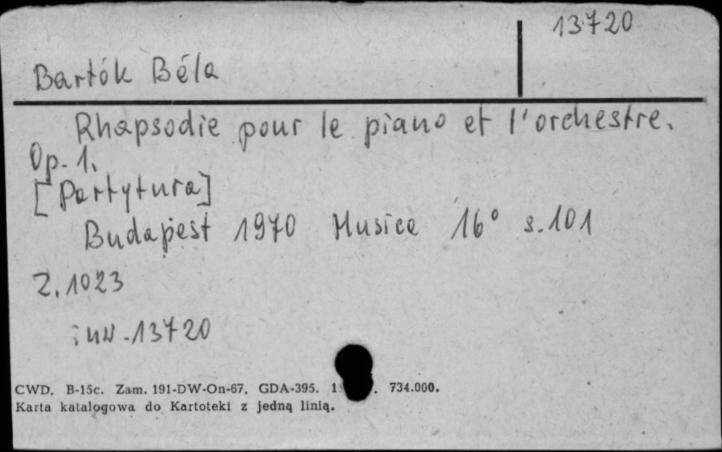 13720
Bartók Béla
Rhapsodie pour le piano et l'orchestre.
Op. 1.
[Partytura]
Budapest 1970 Musica 16° s. 101
Z. 1023
inw. 13720
CWD. B-15c. Zam. 191-DW-On-67. GDA-395. 734.000.
Karta katalogowa do Kartoteki z jedną linią.